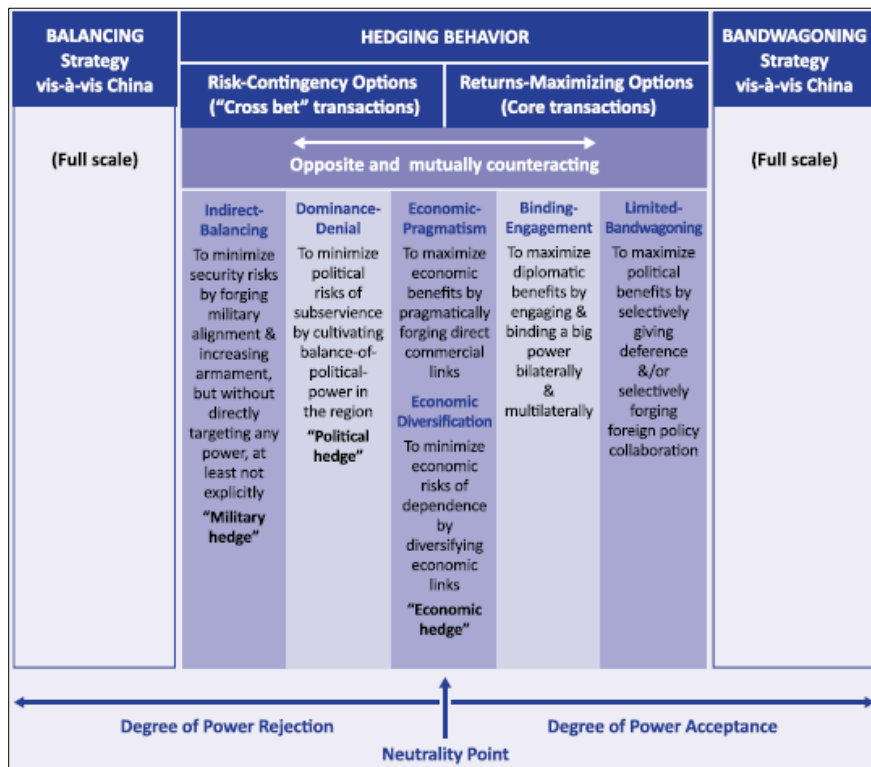 BALANCING
Strategy
vis-à-vis China
(Full scale)
HEDGING BEHAVIOR
Risk-Contingency Options
("Cross bet" transactions)
Returns-Maximizing Options
(Core transactions)
BANDWAGONING
Strategy
vis-à-vis China
(Full scale)
Opposite and mutually counteracting
Indirect-
Balancing
To minimize
security risks
by forging
military
alignment &
increasing
armament,
but without
directly
targeting any
power, at
least not
explicitly
"Military
hedge"
Dominance-
Denial
To minimize
political
risks of
subservience
by cultivating
balance-of-
political-
power in
the region
"Political
hedge"
Economic-
Pragmatism
To maximize
economic
benefits by
pragmatically
forging direct
commercial
links
Economic
Diversification
To minimize
economic
risks of
dependence
by
diversifying
economic
links
"Economic
hedge"
Binding-
Engagement
To maximize
diplomatic
benefits by
engaging &
binding a big
power
bilaterally
&
multilaterally
Limited-
Bandwagoning
To maximize
political
benefits by
selectively
giving
deference
&/or
selectively
forging
foreign policy
collaboration
Degree of Power Rejection
Degree of Power Acceptance
Neutrality Point